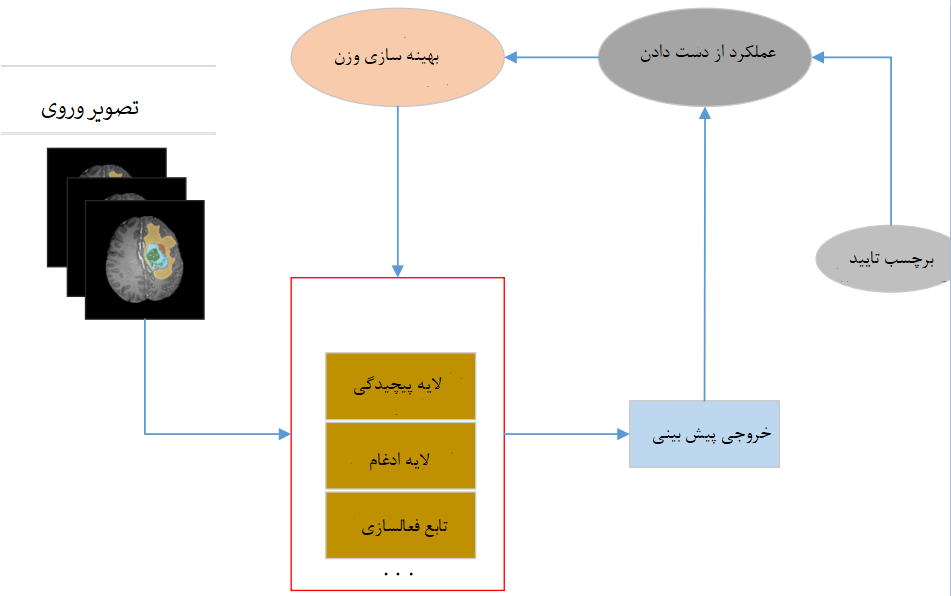 بهینه سازی وزن
عملکرد از دست دادن
تصویر وروی
برچسب تایید
لایه پیچیدگی
لایه ادغام
تابع فعالسازی
...
خروجی پیش بینی